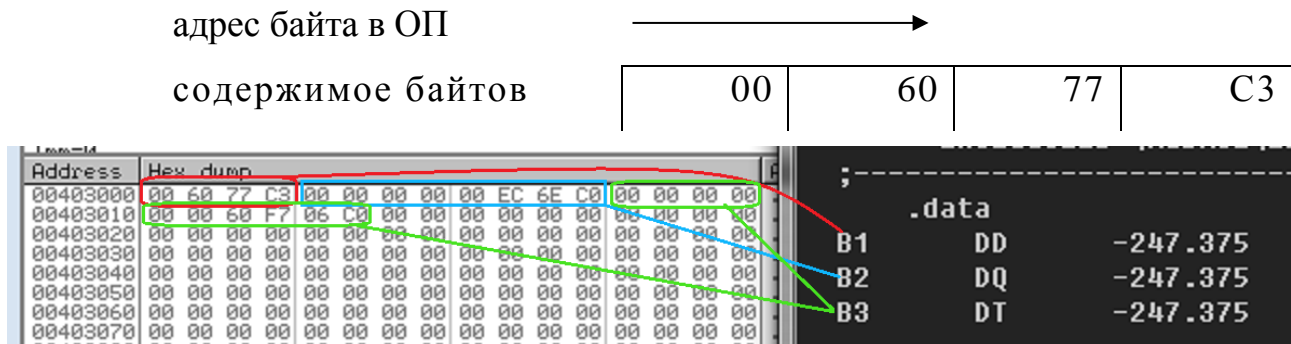 адрес байта в ОП
содержимое байтов 00 60 77 C3
Address Hex dump
00403000 00 60 77 C3 00 00 00 00 00 EC 6E C0 00 00 00 00
00403010 00 00 60 F7 06 C0 00 00 00 00 00 00 00 00 00 00
00403020 00 00 00 00 00 00 00 00 00 00 00 00 00 00 00 00
00403030 00 00 00 00 00 00 00 00 00 00 00 00 00 00 00 00
00403040 00 00 00 00 00 00 00 00 00 00 00 00 00 00 00 00
00403050 00 00 00 00 00 00 00 00 00 00 00 00 00 00 00 00
00403060 00 00 00 00 00 00 00 00 00 00 00 00 00 00 00 00
00403070 00 00 00 00 00 00 00 00 00 00 00 00 00 00 00 00
;--------------------------
.data
B1 DD -247.375
B2 DQ -247.375
B3 DT -247.375